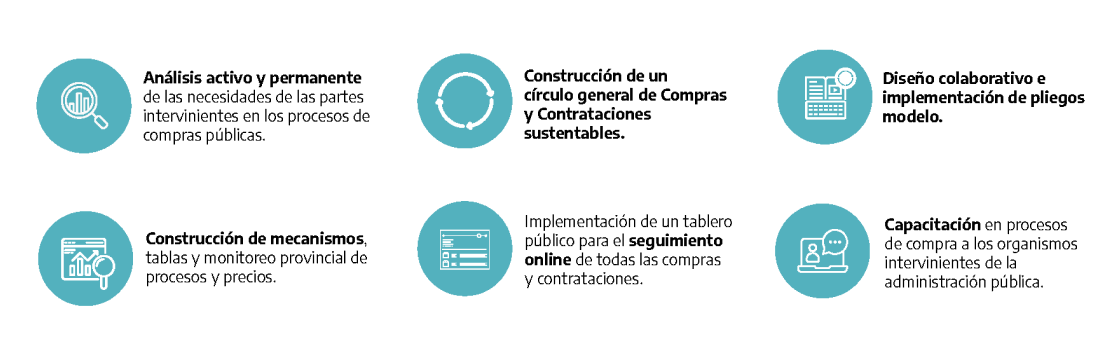 Análisis activo y permanente
de las necesidades de las partes
intervinientes en los procesos de
compras públicas.
Construcción de un
círculo general de Compras
y Contrataciones
sustentables.
Diseño colaborativo e
implementación de pliegos
modelo.
Construcción de mecanismos,
tablas y monitoreo provincial de
procesos y precios.
Implementación de un tablero
público para el seguimiento
online de todas las compras
y contrataciones.
Capacitación en procesos
de compra a los organismos
intervinientes de la
administración pública.